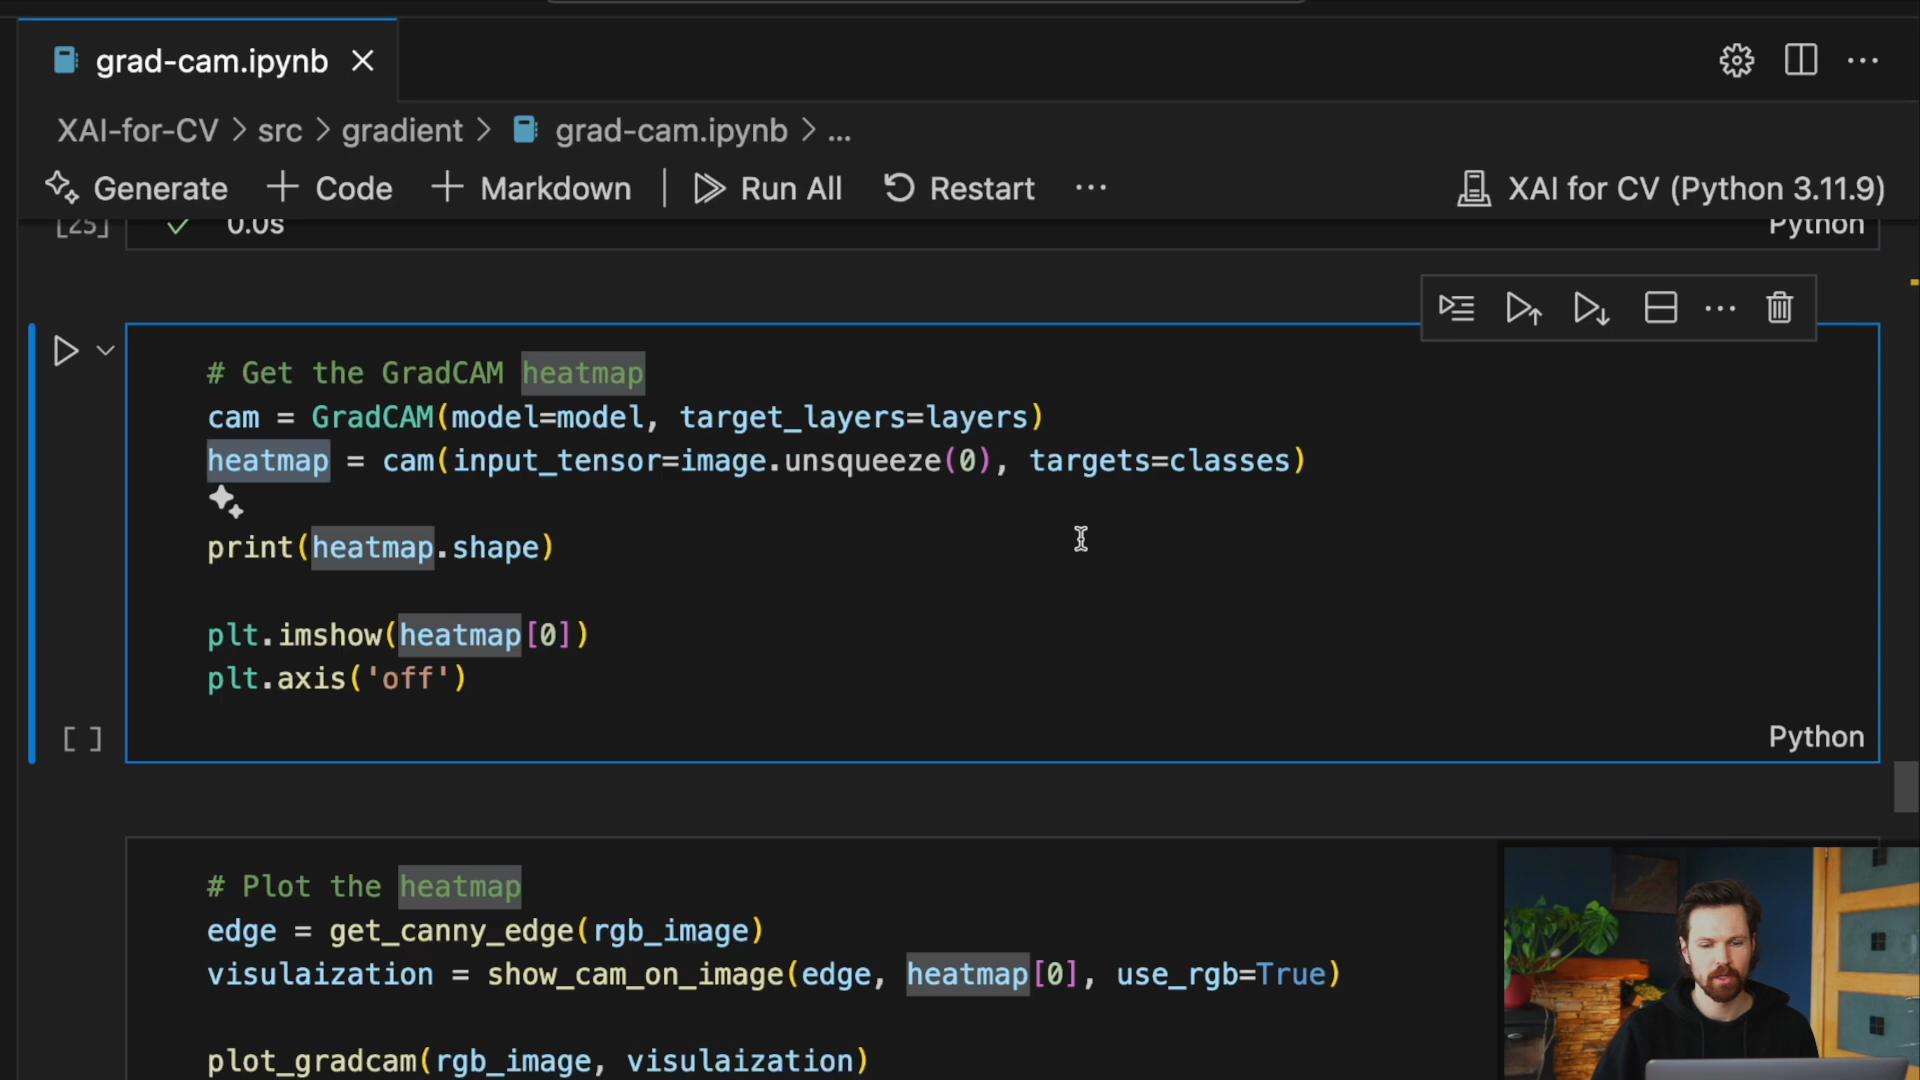 grad-cam.ipynb
XAI-for-CV > src > gradient > grad-cam.ipynb > ...
Generate + Code + Markdown | Run All Restart ...
XAI for CV (Python 3.11.9)
[25] 0.0s
Python
# Get the GradCAM heatmap
cam = GradCAM(model=model, target_layers=layers)
heatmap = cam(input_tensor=image.unsqueeze(0), targets=classes)
print(heatmap.shape)
plt.imshow(heatmap[0])
plt.axis('off')
[ ]
Python
# Plot the heatmap
edge = get_canny_edge(rgb_image)
visulaization = show_cam_on_image(edge, heatmap[0], use_rgb=True)
plot_gradcam(rgb_image, visulaization)